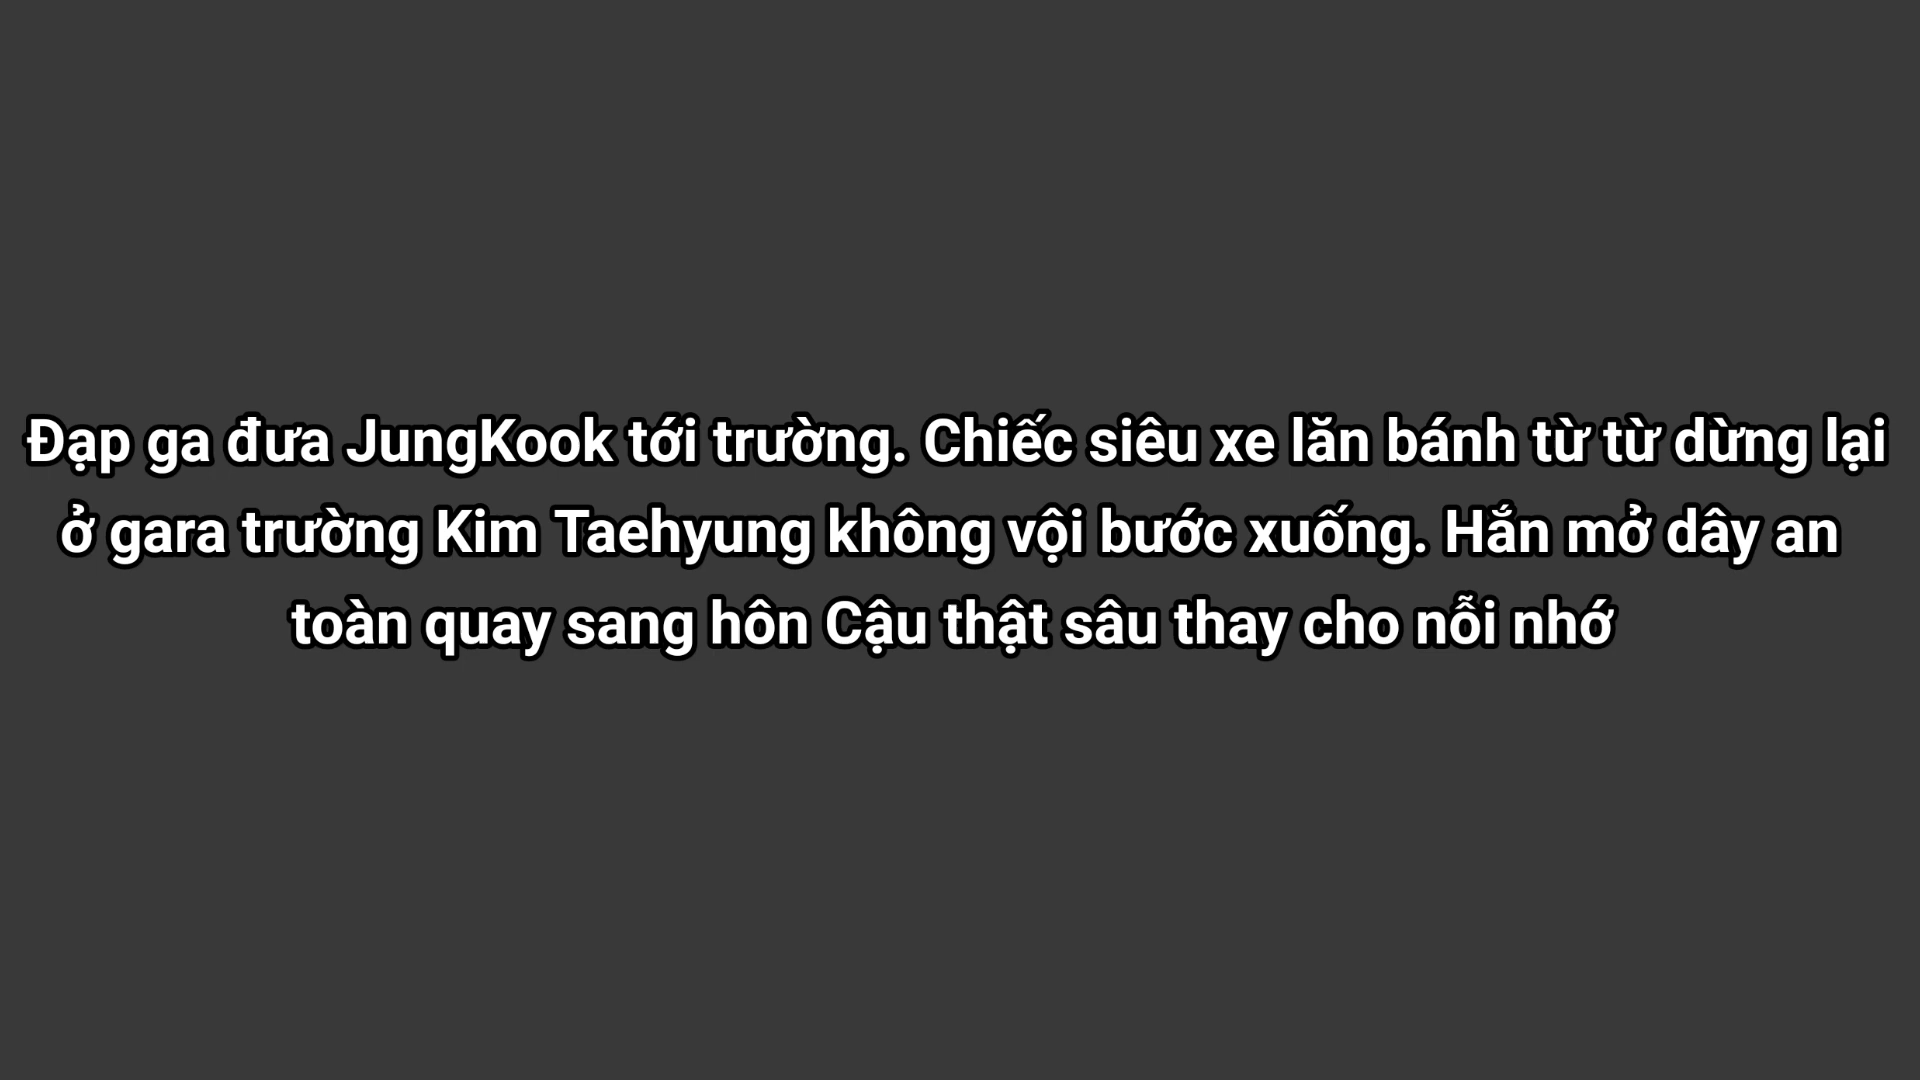 Đạp ga đưa JungKook tới trường. Chiếc siêu xe lăn bánh từ từ dừng lại
ở gara trường Kim Taehyung không vội bước xuống. Hắn mở dây an
toàn quay sang hôn Cậu thật sâu thay cho nỗi nhớ